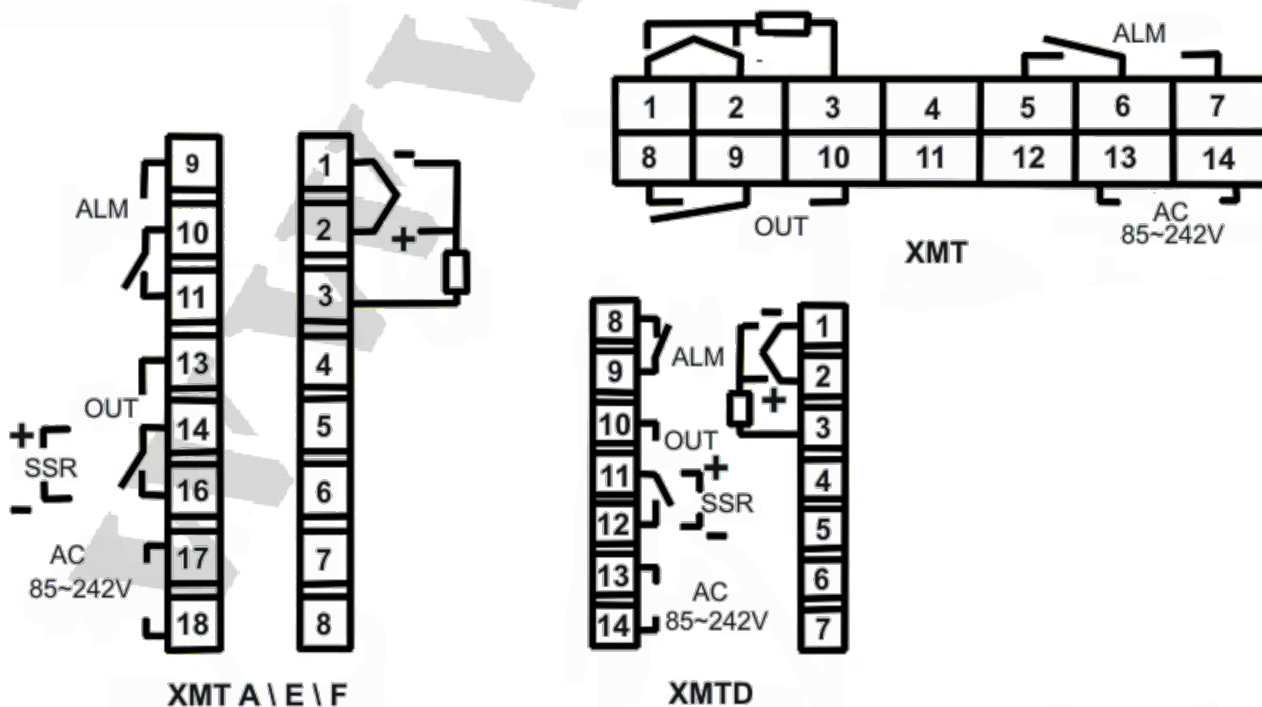 ALM
1 2 3 4 5 6 7
8 9 10 11 12 13 14
OUT
AC
85~242V
XMT
9
ALM
10
11
13
OUT
14
+
SSR
-
16
AC
17
85~242V
18
1
-
2
+
3
4
5
6
7
8
XMT A \ E \ F
8
ALM
9
10
OUT
11
+
SSR
12
-
13
AC
85~242V
14
-
1
2
+
3
4
5
6
7
XMTD